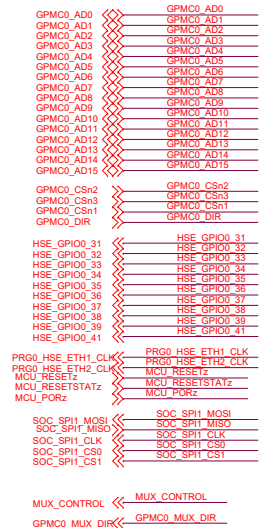 GPMC0_AD0 GPMC0_AD0
GPMC0_AD1 GPMC0_AD1
GPMC0_AD2 GPMC0_AD2
GPMC0_AD3 GPMC0_AD3
GPMC0_AD4 GPMC0_AD4
GPMC0_AD5 GPMC0_AD5
GPMC0_AD6 GPMC0_AD6
GPMC0_AD7 GPMC0_AD7
GPMC0_AD8 GPMC0_AD8
GPMC0_AD9 GPMC0_AD9
GPMC0_AD10 GPMC0_AD10
GPMC0_AD11 GPMC0_AD11
GPMC0_AD12 GPMC0_AD12
GPMC0_AD13 GPMC0_AD13
GPMC0_AD14 GPMC0_AD14
GPMC0_AD15 GPMC0_AD15
GPMC0_CSn2 GPMC0_CSn2
GPMC0_CSn3 GPMC0_CSn3
GPMC0_CSn1 GPMC0_CSn1
GPMC0_DIR GPMC0_DIR
HSE_GPIO0_31 HSE_GPIO0_31
HSE_GPIO0_32 HSE_GPIO0_32
HSE_GPIO0_33 HSE_GPIO0_33
HSE_GPIO0_34 HSE_GPIO0_34
HSE_GPIO0_35 HSE_GPIO0_35
HSE_GPIO0_36 HSE_GPIO0_36
HSE_GPIO0_37 HSE_GPIO0_37
HSE_GPIO0_38 HSE_GPIO0_38
HSE_GPIO0_39 HSE_GPIO0_39
HSE_GPIO0_41 HSE_GPIO0_41
PRG0_HSE_ETH1_CLK PRG0_HSE_ETH1_CLK
PRG0_HSE_ETH2_CLK PRG0_HSE_ETH2_CLK
MCU_RESETz MCU_RESETz
MCU_RESETSTATz MCU_RESETSTATz
MCU_PORz MCU_PORz
SOC_SPI1_MOSI SOC_SPI1_MOSI
SOC_SPI1_MISO SOC_SPI1_MISO
SOC_SPI1_CLK SOC_SPI1_CLK
SOC_SPI1_CS0 SOC_SPI1_CS0
SOC_SPI1_CS1 SOC_SPI1_CS1
MUX_CONTROL MUX_CONTROL
GPMC0_MUX_DIR GPMC0_MUX_DIR